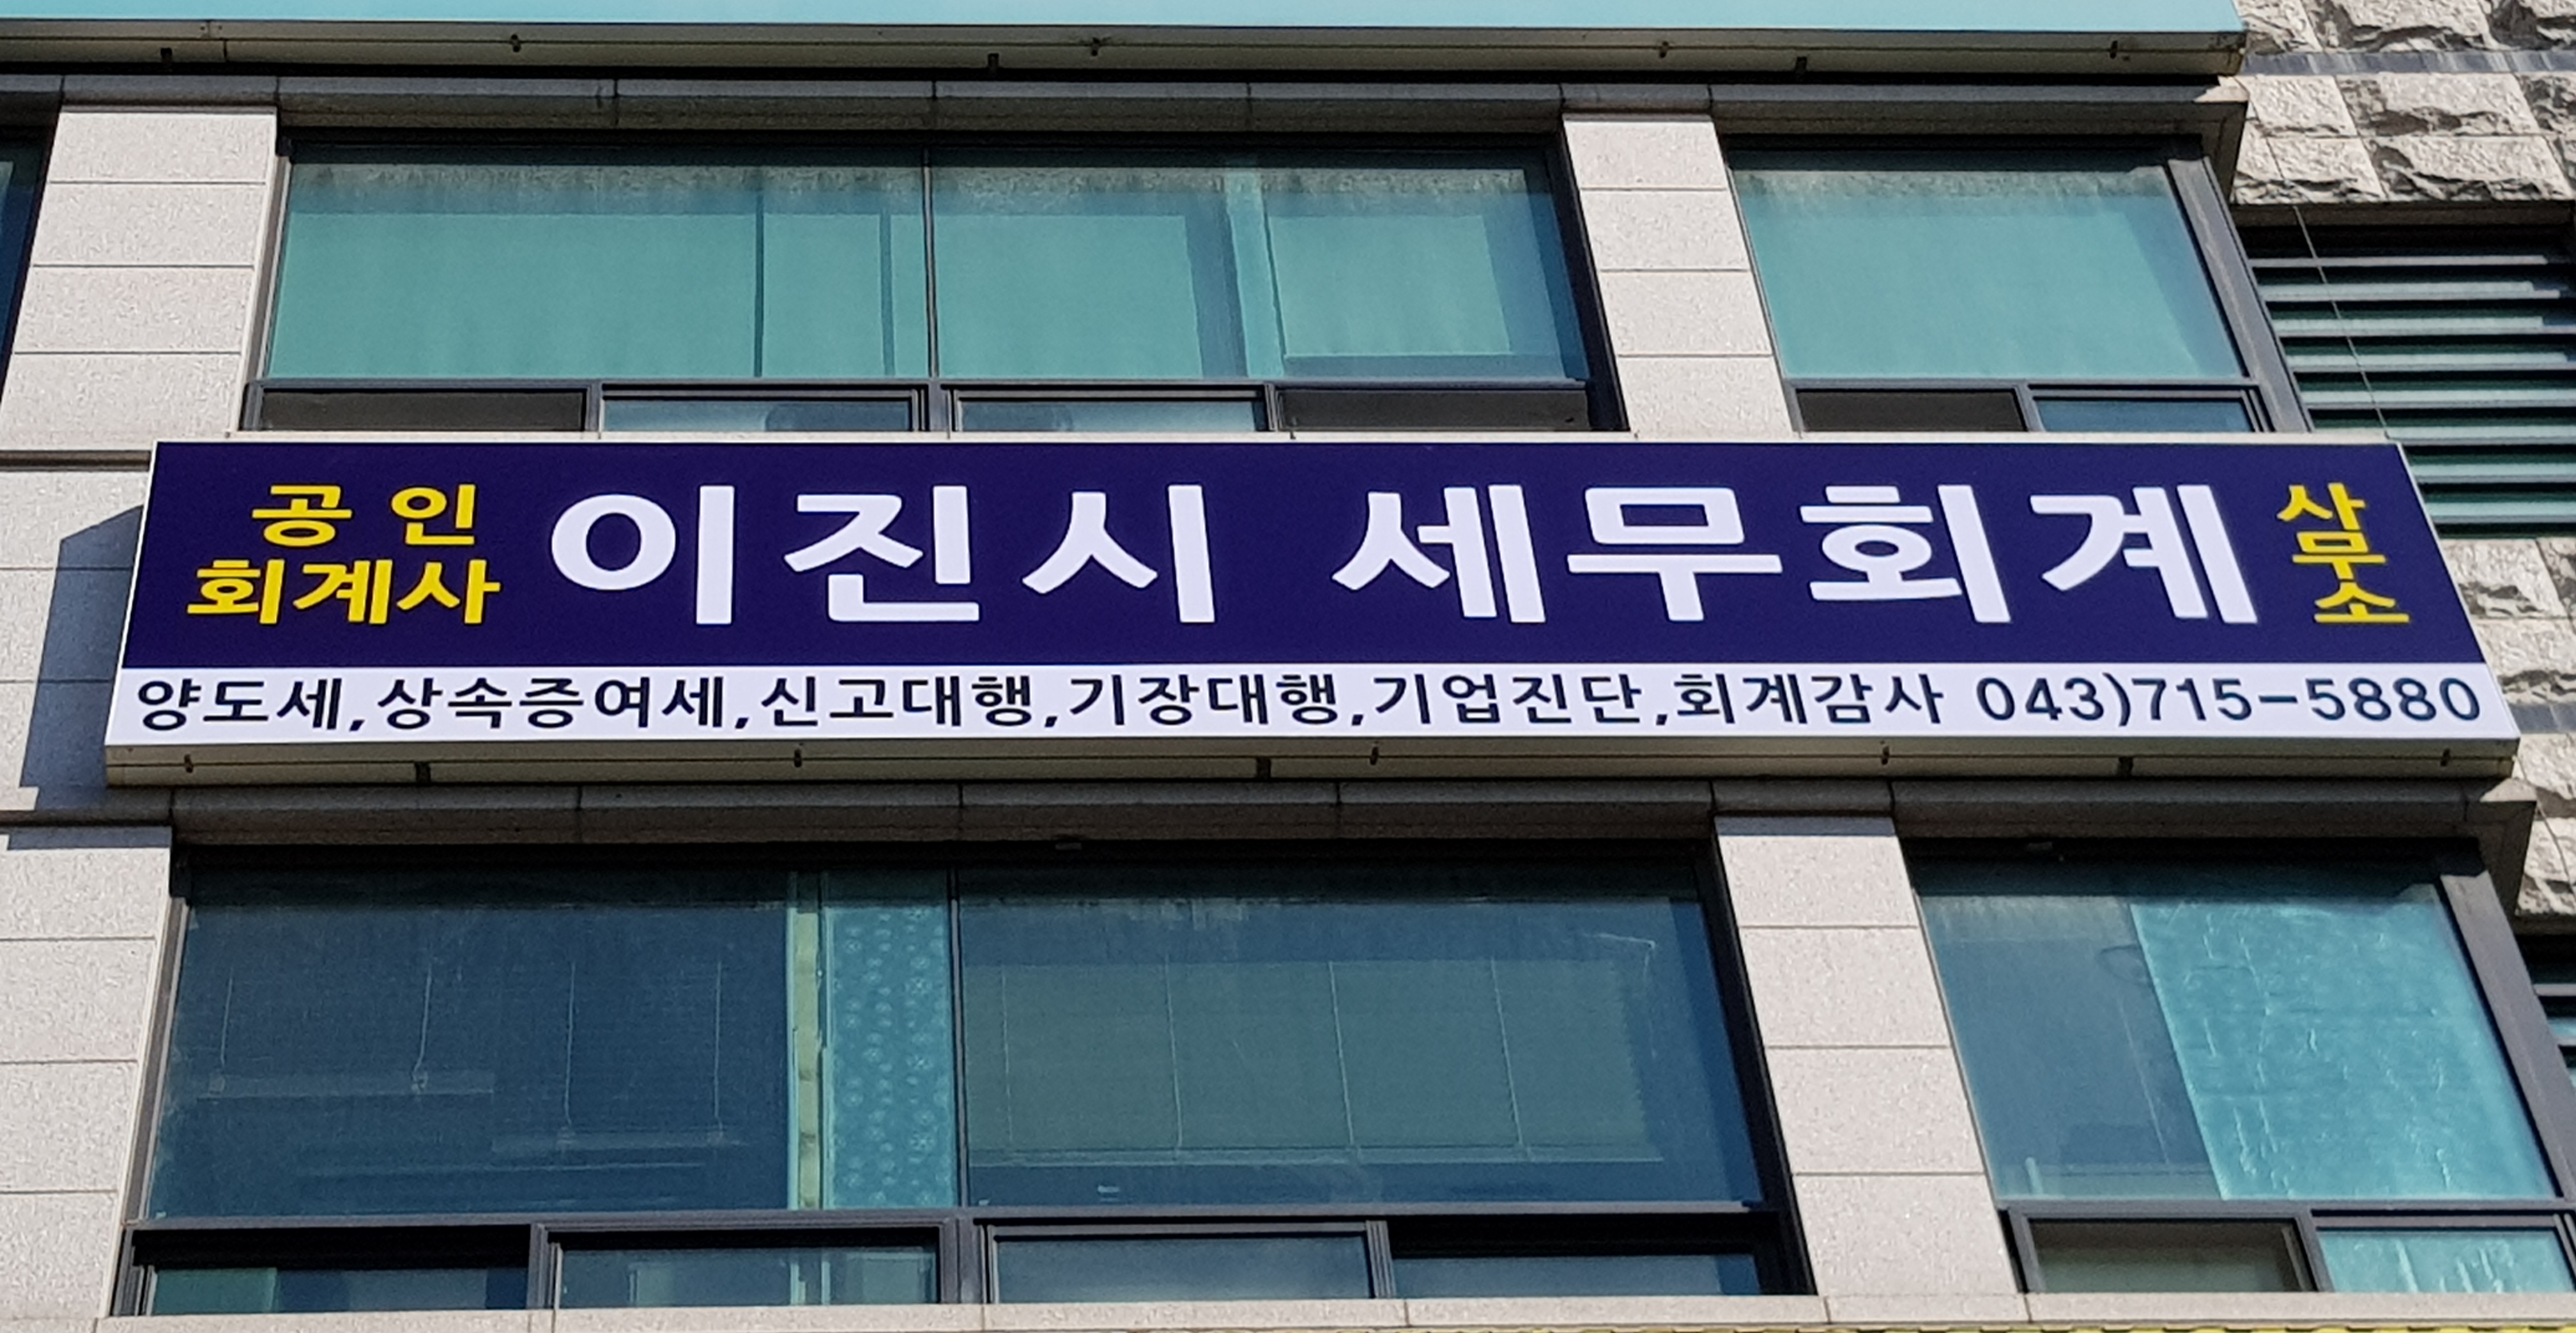 공인
회계사
이진시 세무회계
사무소
양도세,상속증여세,신고대행,기장대행,기업진단,회계감사 043)715-5880